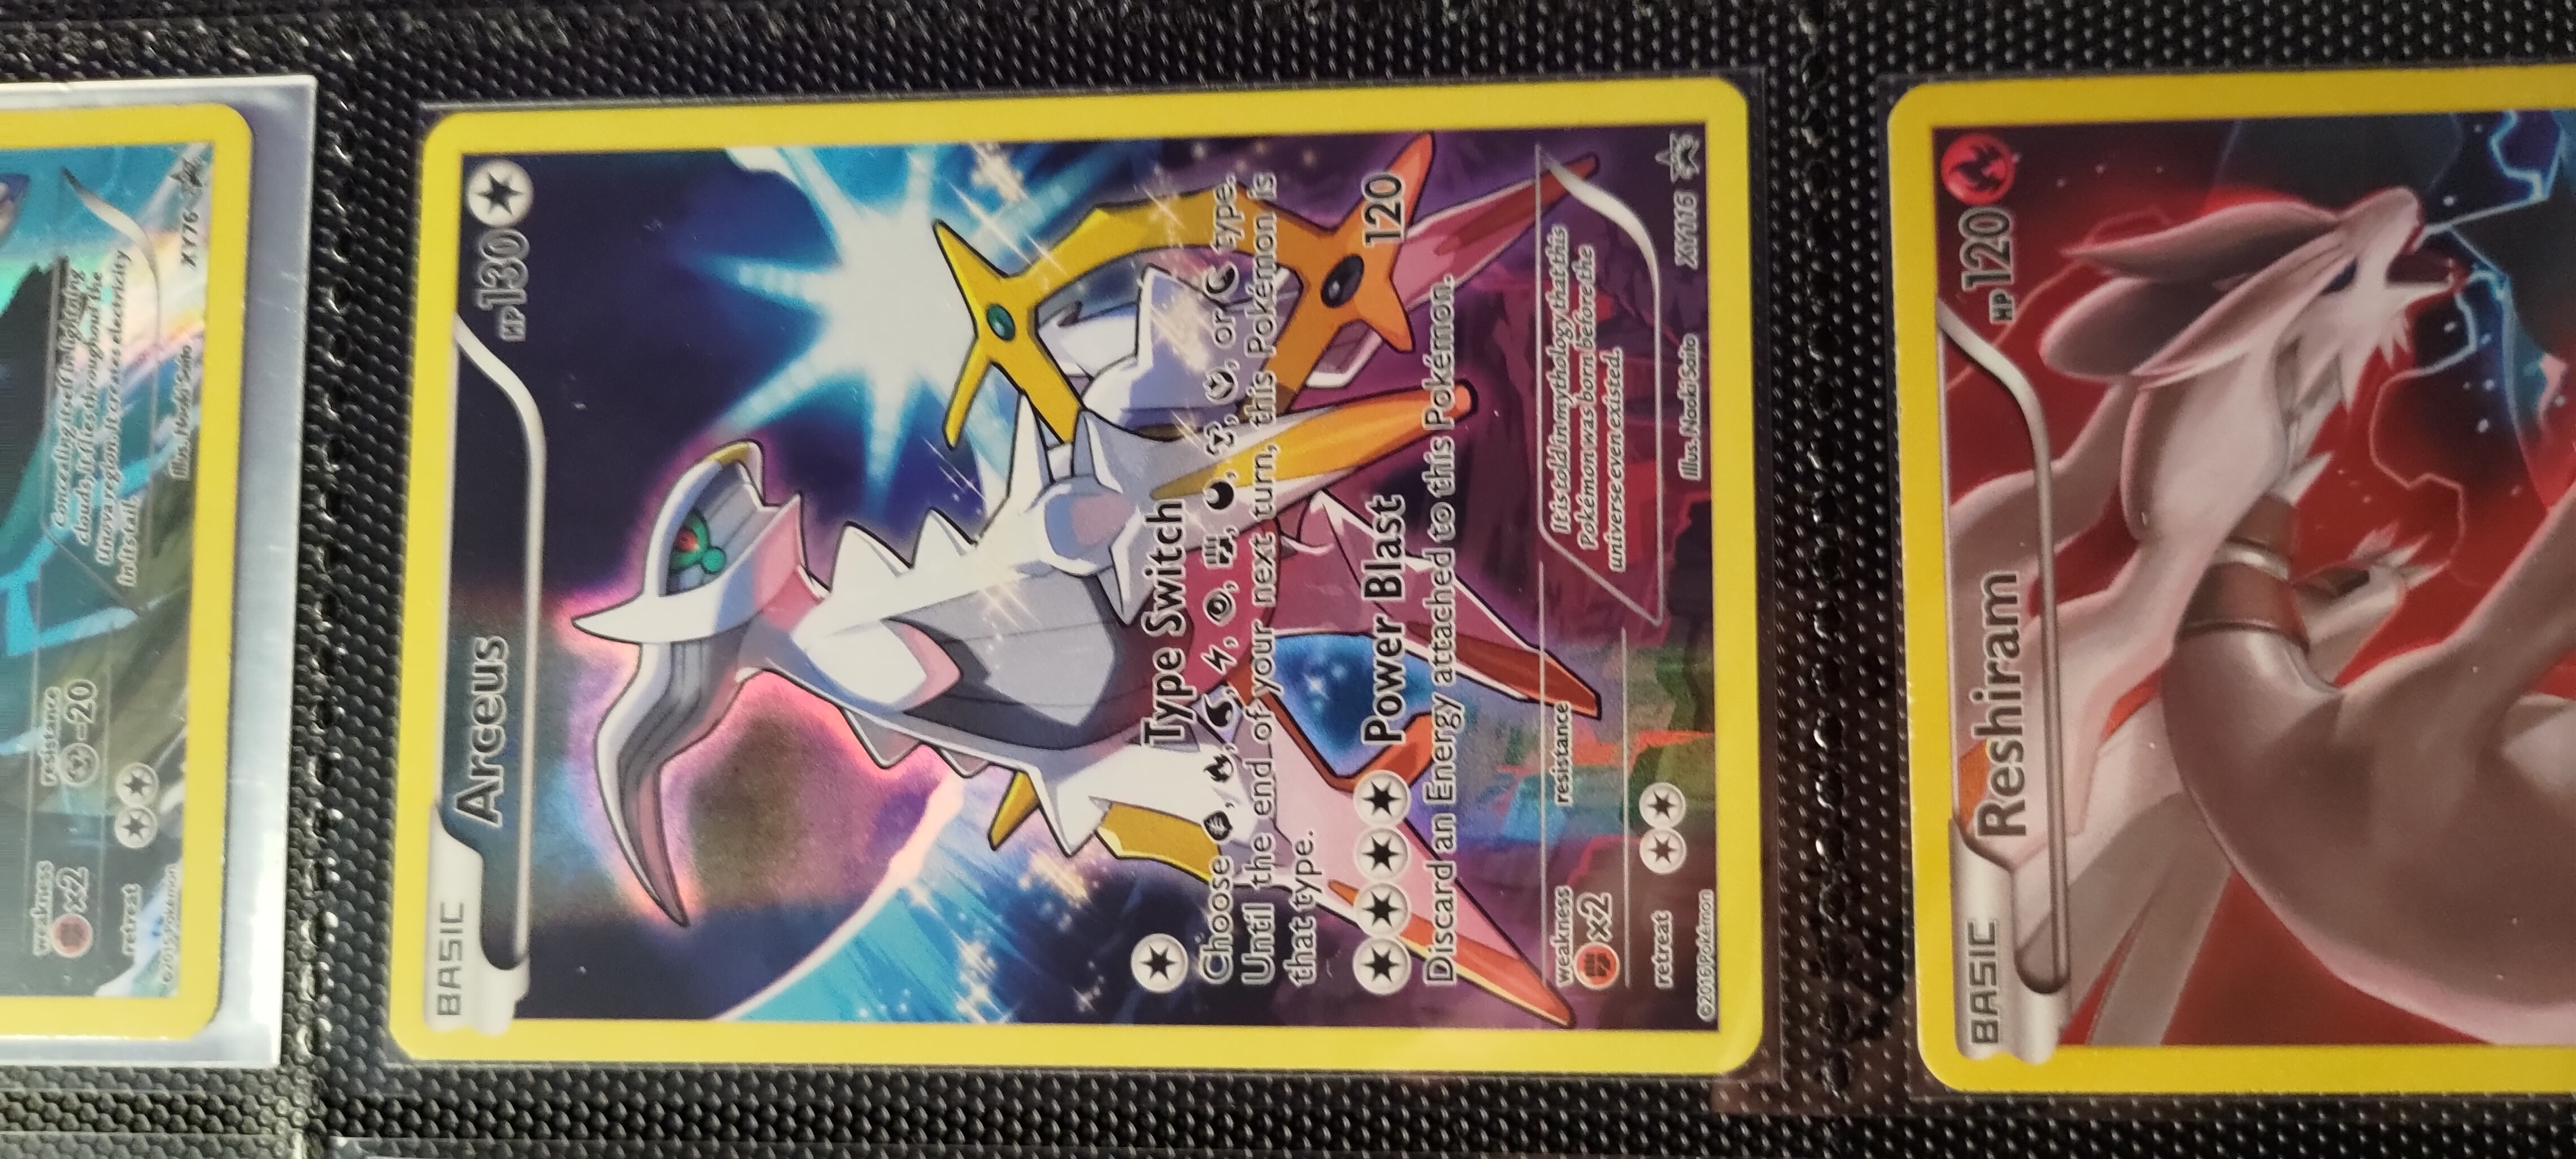 weakness resistance
x2 -20
Concealing itself in lightning
clouds, it flies throughout the
Unova region. It creates electricity
in its tail.
retreat
©2015 Pokémon
Illus. Naoki Saito XY76
BASIC Arceus HP130
Type Switch
Choose , , , , , , , , , or type.
Until the end of your next turn, this Pokémon is
that type.
Power Blast 120
Discard an Energy attached to this Pokémon.
weakness resistance
x2
It is told in mythology that this
Pokémon was born before the
universe even existed.
retreat
©2016 Pokémon
Illus. Naoki Saito XY116
BASIC Reshiram HP120